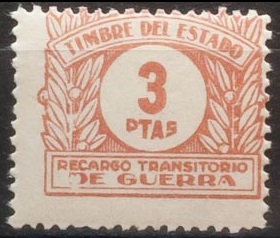 TIMBRE DEL ESTADO
3
PTAS
RECARGO TRANSITORIO
DE GUERRA